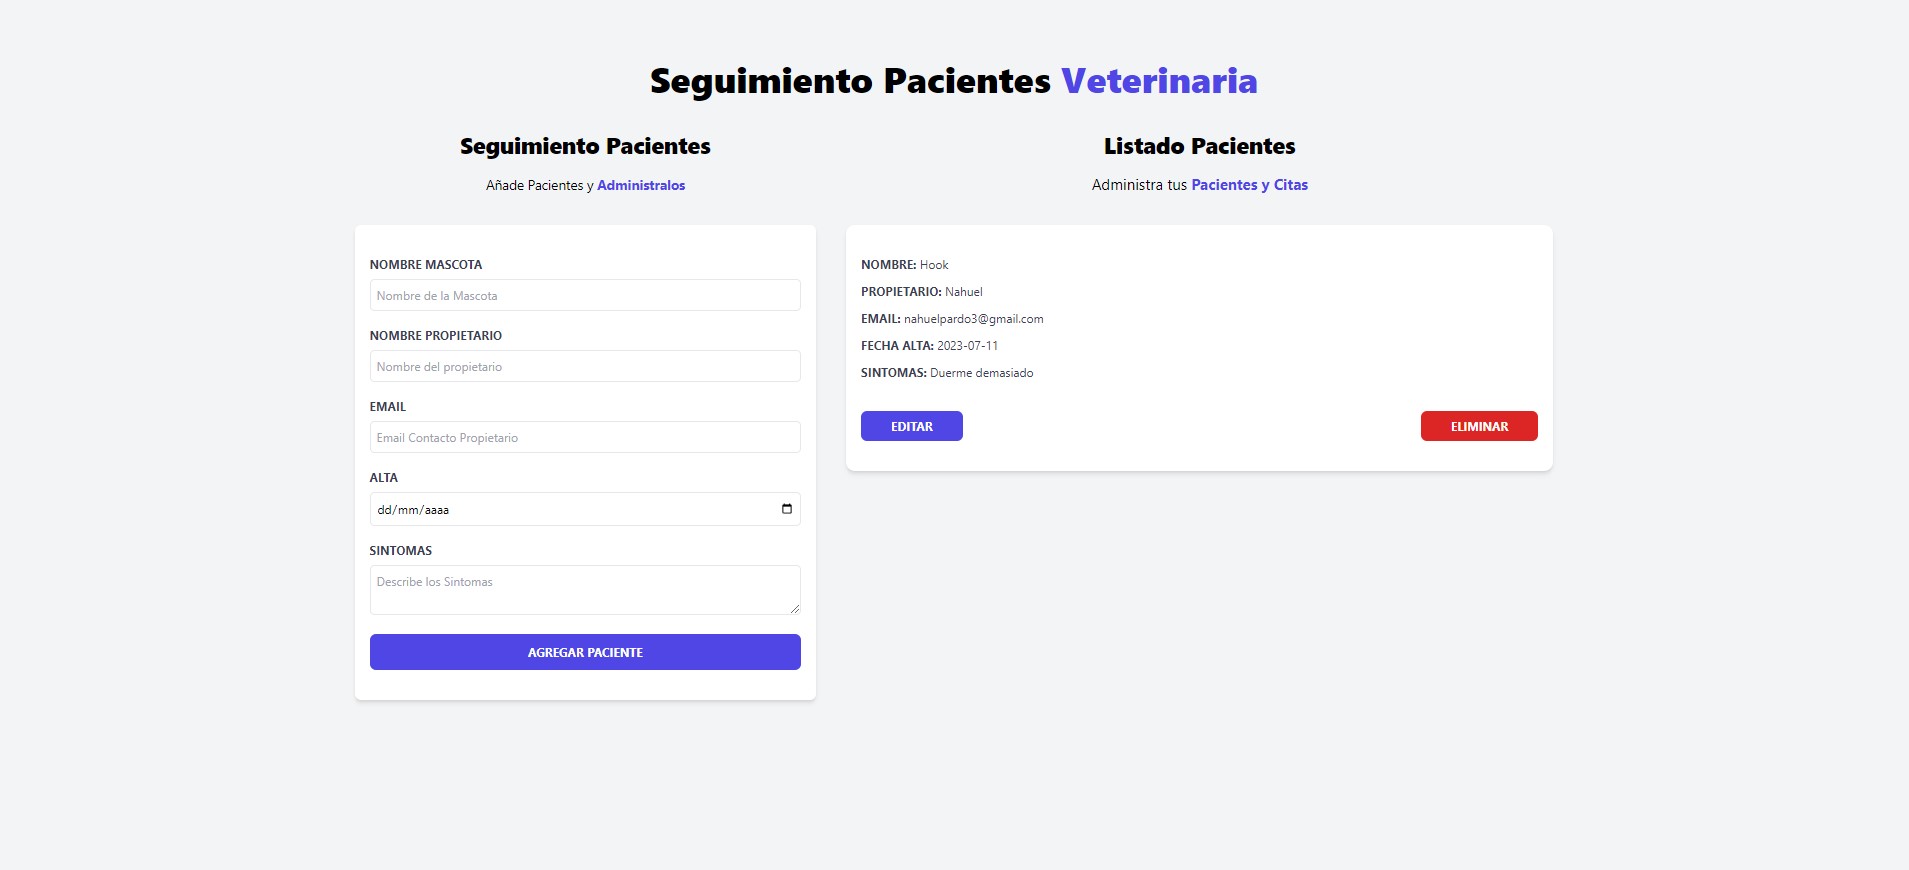 Seguimiento Pacientes Veterinaria
Seguimiento Pacientes
Añade Pacientes y Administralos
NOMBRE MASCOTA
Nombre de la Mascota
NOMBRE PROPIETARIO
Nombre del propietario
EMAIL
Email Contacto Propietario
ALTA
dd/mm/aaaa
SINTOMAS
Describe los Sintomas
AGREGAR PACIENTE
Listado Pacientes
Administra tus Pacientes y Citas
NOMBRE: Hook
PROPIETARIO: Nahuel
EMAIL: nahuelpardo3@gmail.com
FECHA ALTA: 2023-07-11
SINTOMAS: Duerme demasiado
EDITAR
ELIMINAR